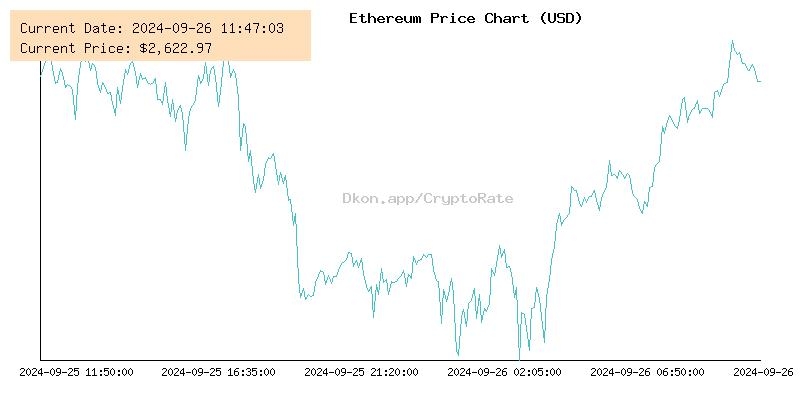 Ethereum Price Chart (USD)
Current Date: 2024-09-26 11:47:03
Current Price: $2,622.97
Dkon.app/CryptoRate
2024-09-25 11:50:00 2024-09-25 16:35:00 2024-09-25 21:20:00 2024-09-26 02:05:00 2024-09-26 06:50:00 2024-09-26